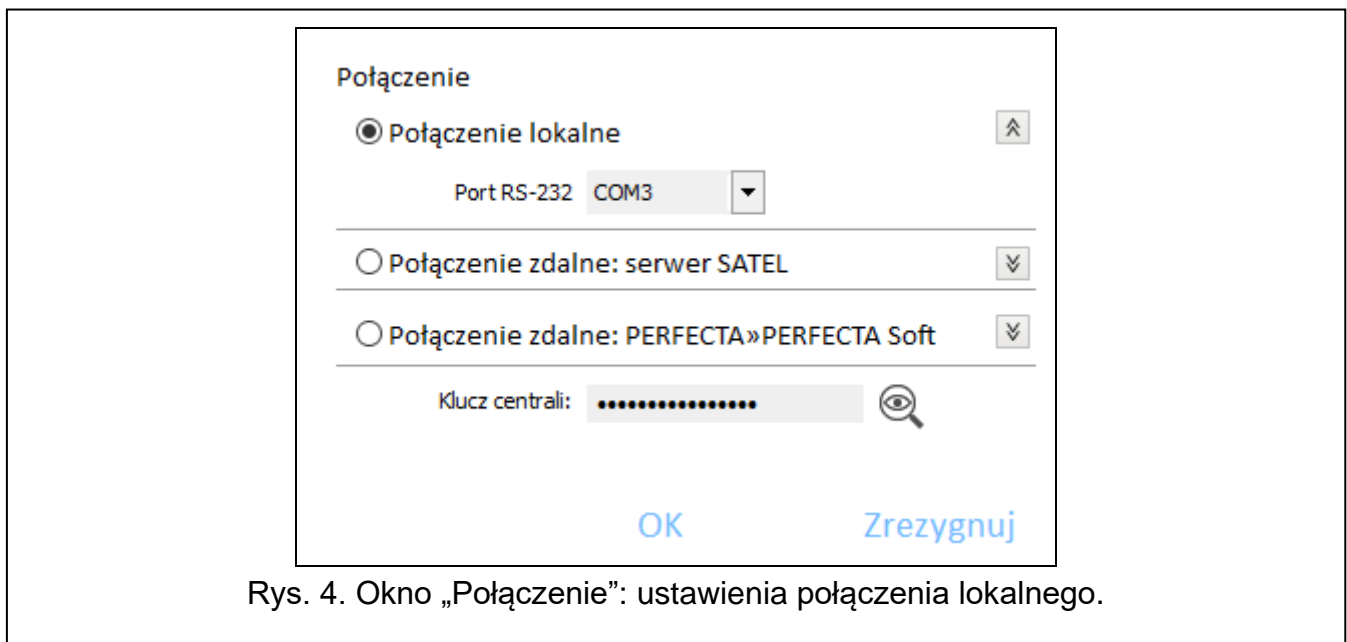 Połączenie
Połączenie lokalne
Port RS-232 COM3
Połączenie zdalne: serwer SATEL
Połączenie zdalne: PERFECTA»PERFECTA Soft
Klucz centrali: ••••••••••••••••
OK Zrezygnuj
Rys. 4. Okno „Połączenie”: ustawienia połączenia lokalnego.